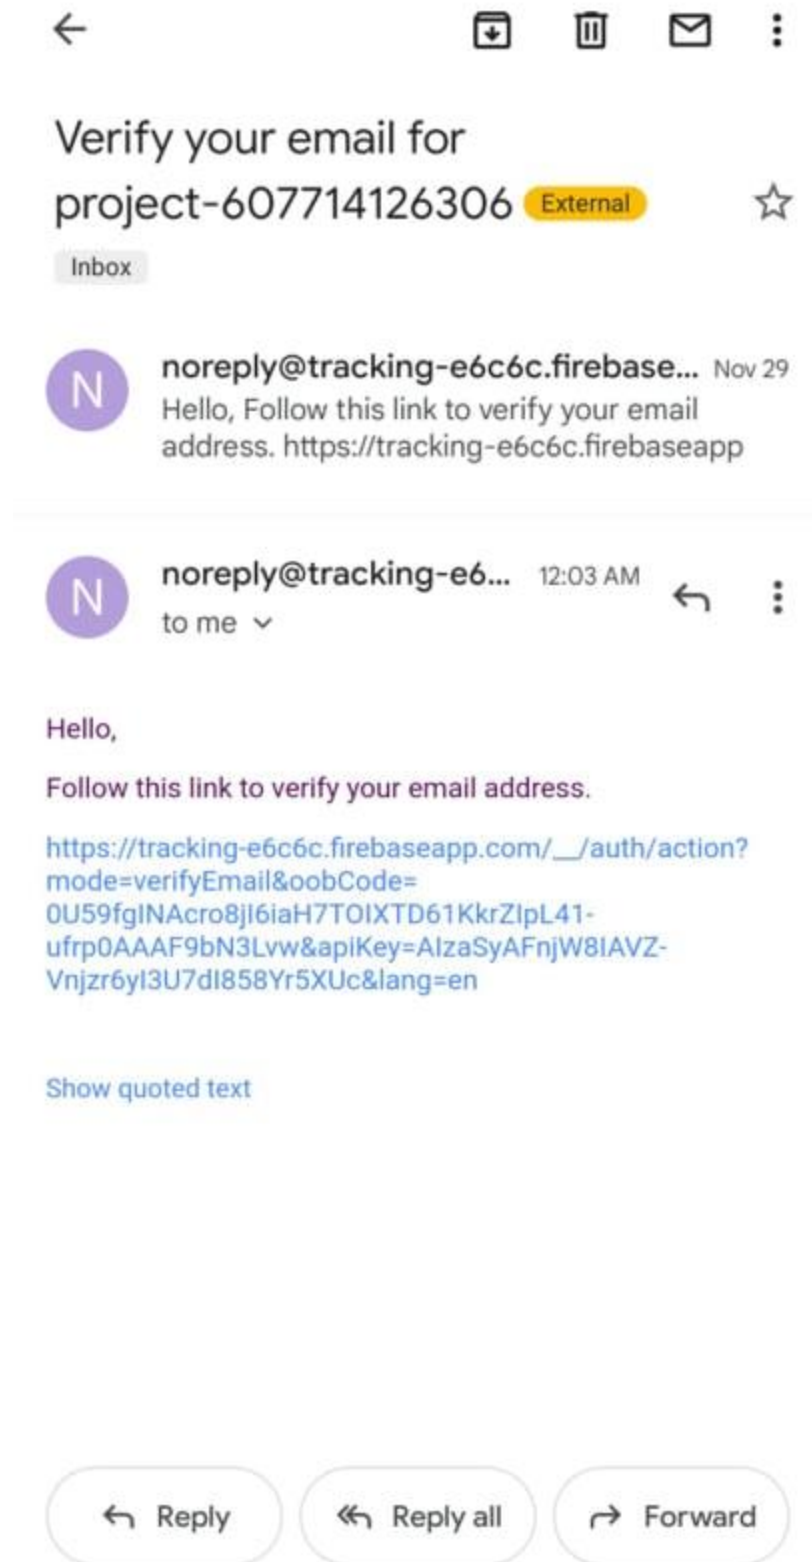 Verify your email for
project-607714126306 External
Inbox
N
noreply@tracking-e6c6c.firebase... Nov 29
Hello, Follow this link to verify your email
address. https://tracking-e6c6c.firebaseapp
N
noreply@tracking-e6... 12:03 AM
to me
Hello,
Follow this link to verify your email address.
https://tracking-e6c6c.firebaseapp.com/__/auth/action?
mode=verifyEmail&oobCode=
0U59fgINAcro8jI6iaH7TOIXTD61KkrZIpL41-
ufrp0AAAF9bN3Lvw&apiKey=AIzaSyAFnjW8IAVZ-
Vnjzr6yI3U7dI858Yr5XUc&lang=en
Show quoted text
Reply
Reply all
Forward